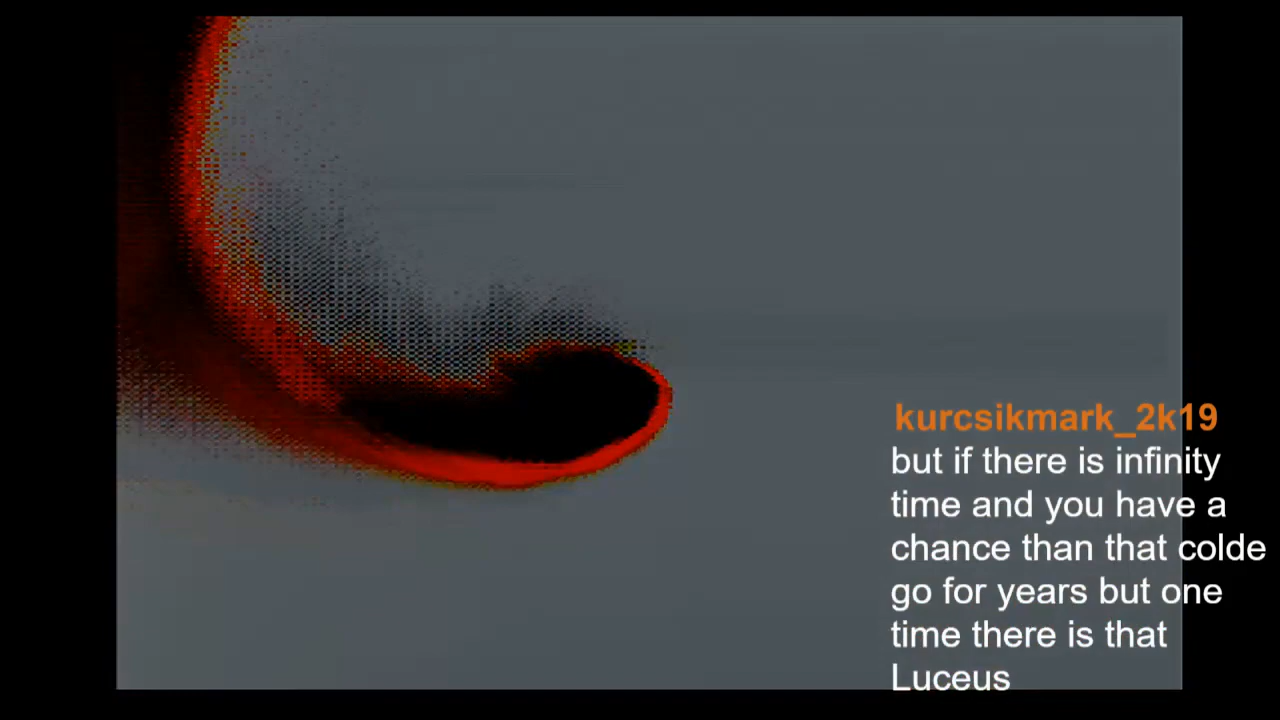 kurcsikmark_2k19
but if there is infinity
time and you have a
chance than that colde
go for years but one
time there is that
Luceus